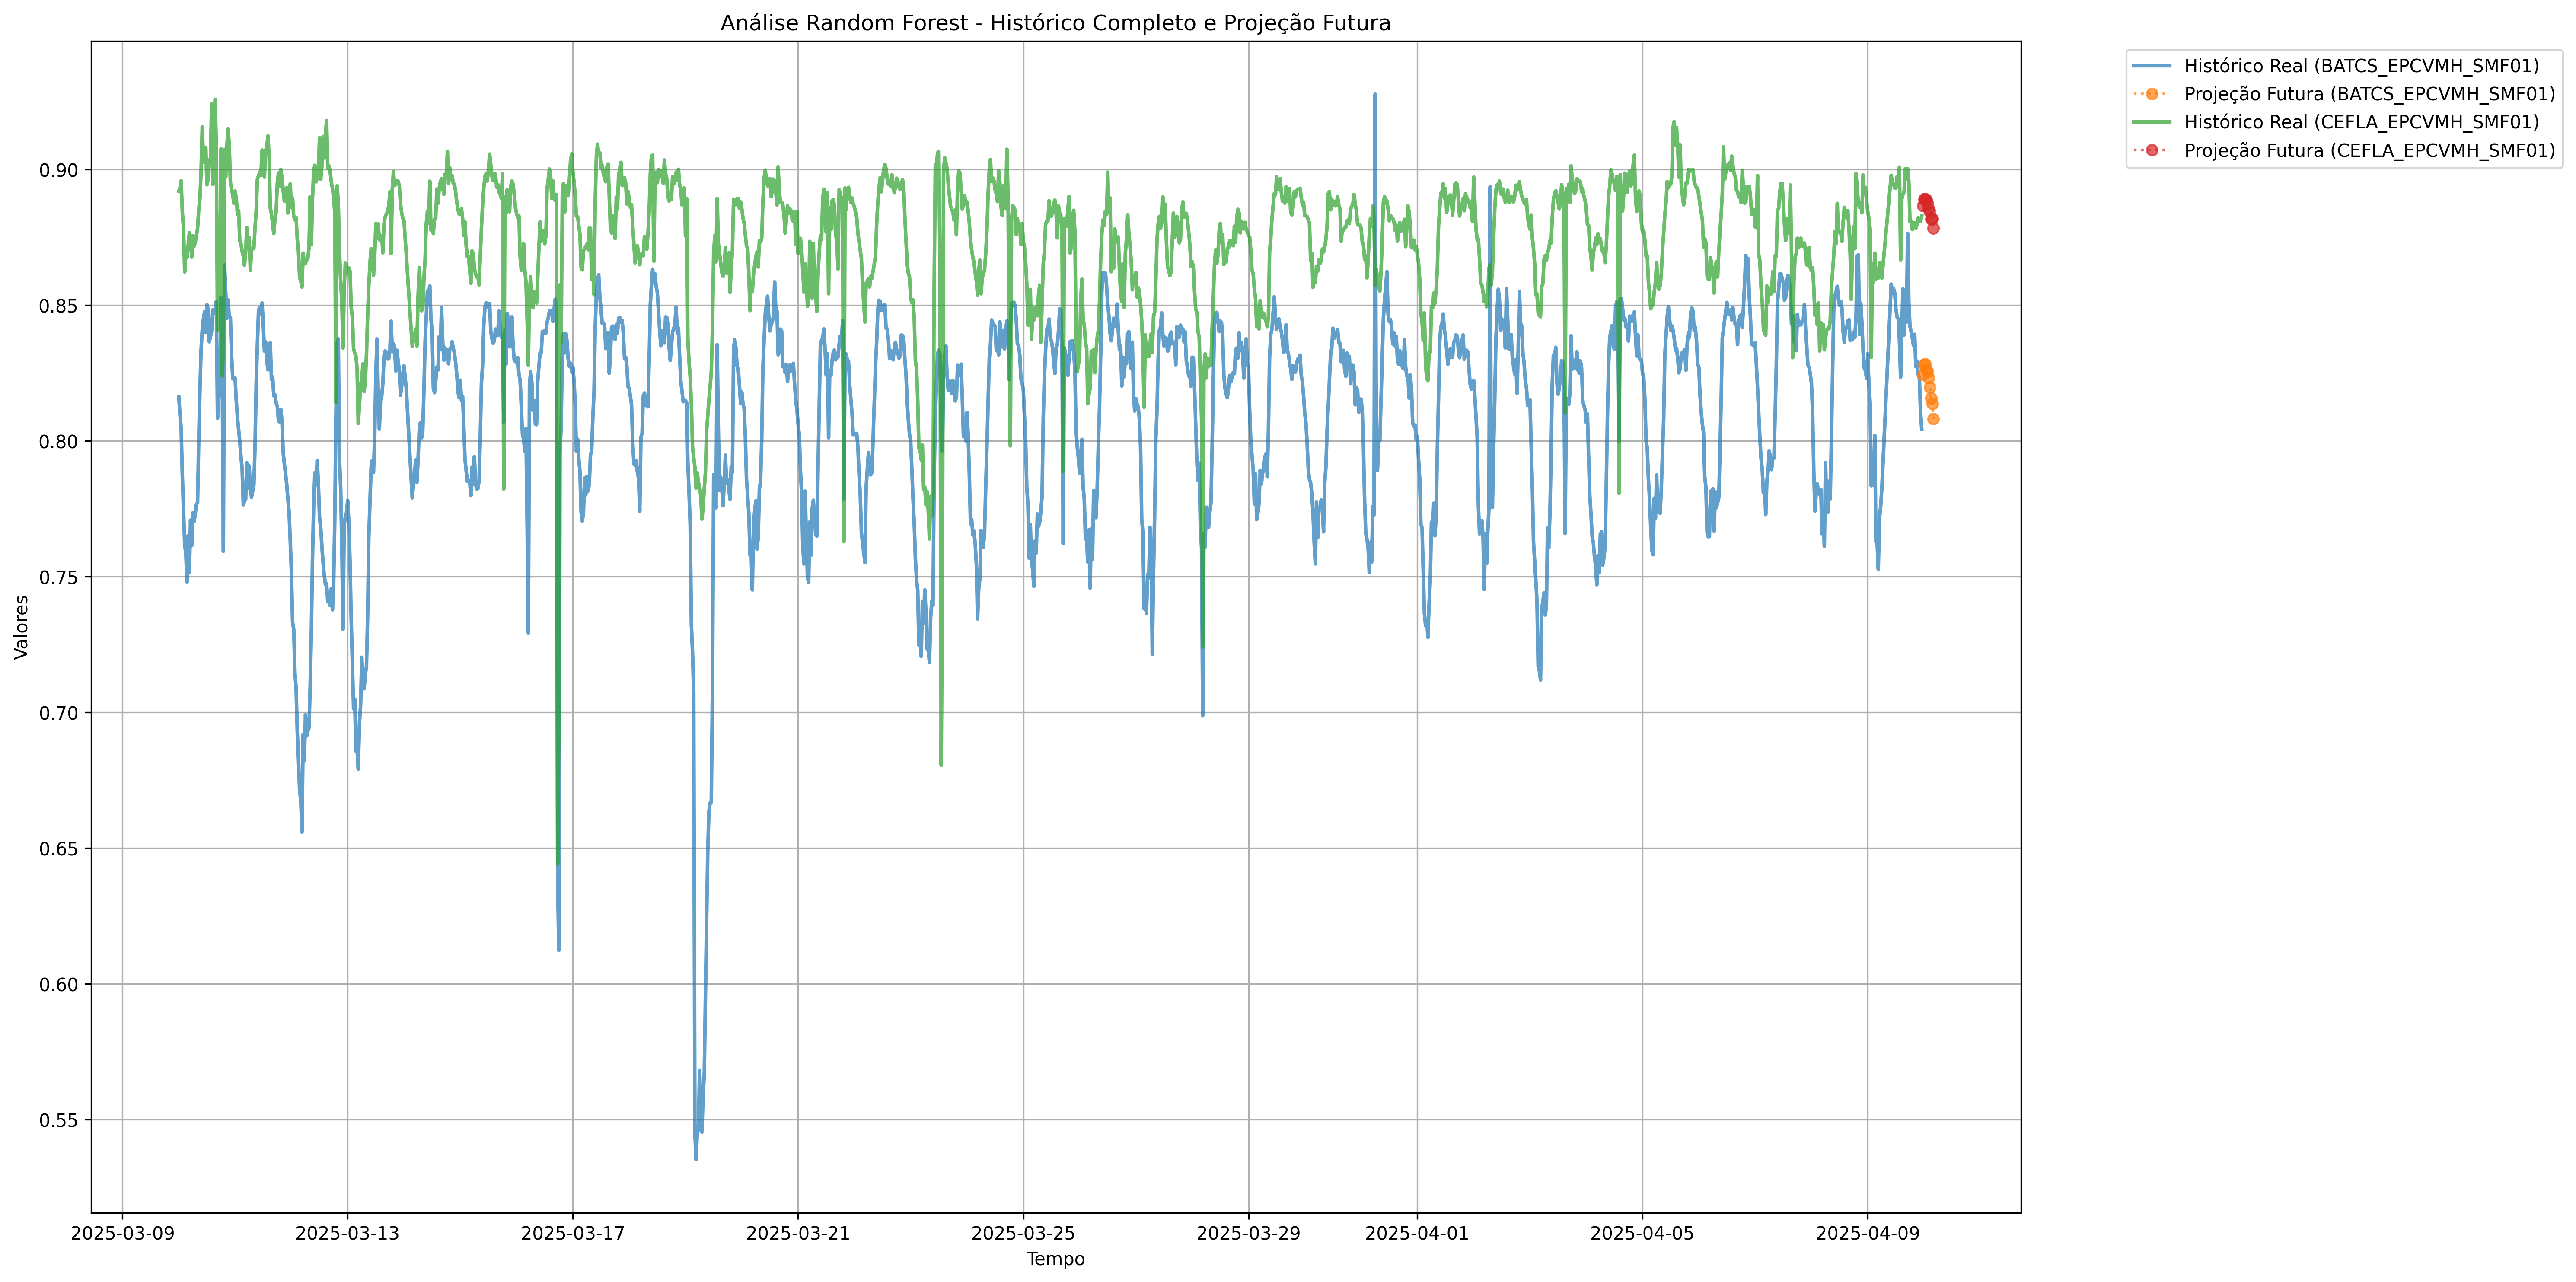 Análise Random Forest - Histórico Completo e Projeção Futura
Histórico Real (BATCS_EPCVMH_SMF01)
Projeção Futura (BATCS_EPCVMH_SMF01)
Histórico Real (CEFLA_EPCVMH_SMF01)
Projeção Futura (CEFLA_EPCVMH_SMF01)
Valores
0.90
0.85
0.80
0.75
0.70
0.65
0.60
0.55
2025-03-09
2025-03-13
2025-03-17
2025-03-21
2025-03-25
2025-03-29
2025-04-01
2025-04-05
2025-04-09
Tempo